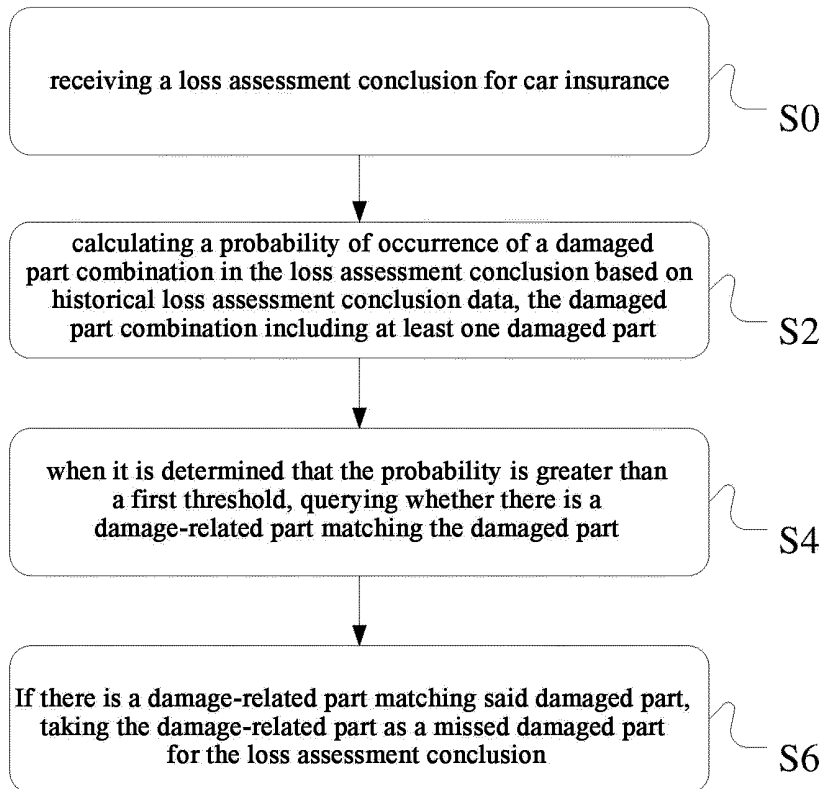 receiving a loss assessment conclusion for car insurance
S0
calculating a probability of occurrence of a damaged
part combination in the loss assessment conclusion based on
historical loss assessment conclusion data, the damaged
part combination including at least one damaged part
S2
when it is determined that the probability is greater than
a first threshold, querying whether there is a
damage-related part matching the damaged part
S4
If there is a damage-related part matching said damaged part,
taking the damage-related part as a missed damaged part
for the loss assessment conclusion
S6